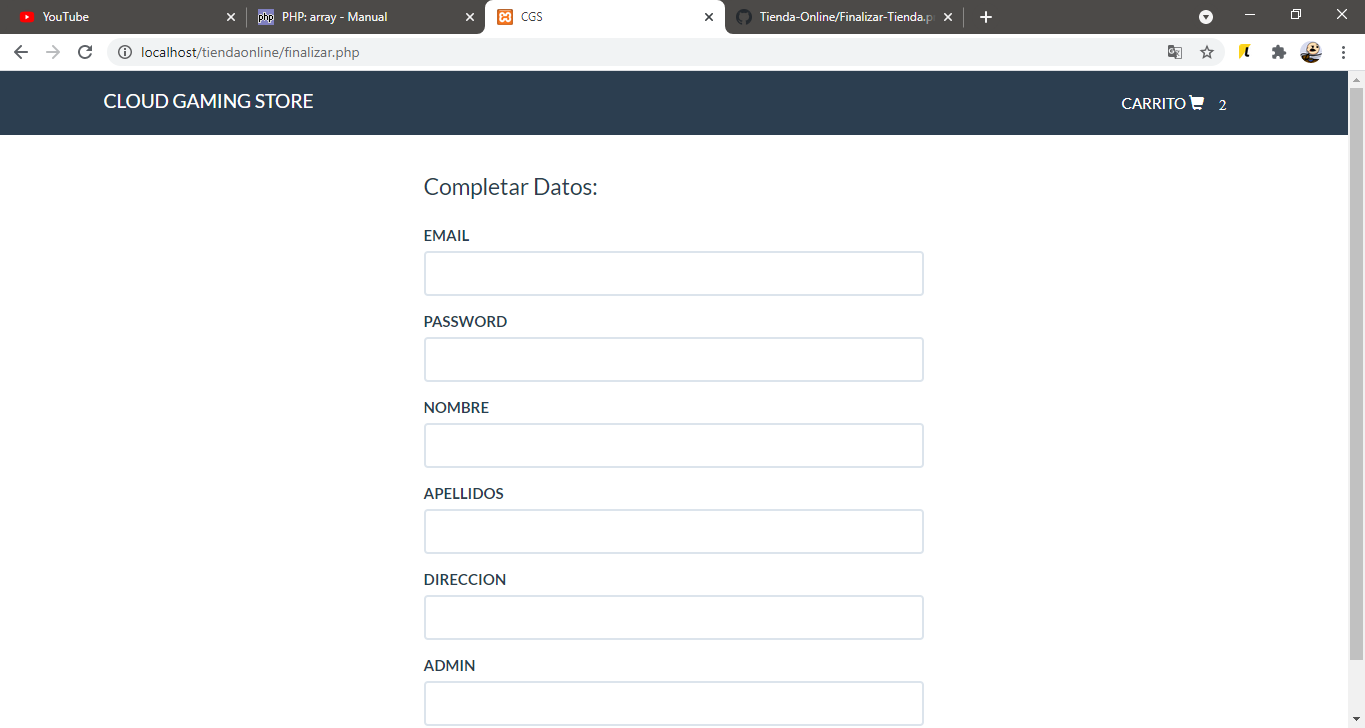 YouTube
php PHP: array - Manual
CGS
Tienda-Online/Finalizar-Tienda.p
localhost/tiendaonline/finalizar.php
CLOUD GAMING STORE
CARRITO 2
Completar Datos:
EMAIL
PASSWORD
NOMBRE
APELLIDOS
DIRECCION
ADMIN